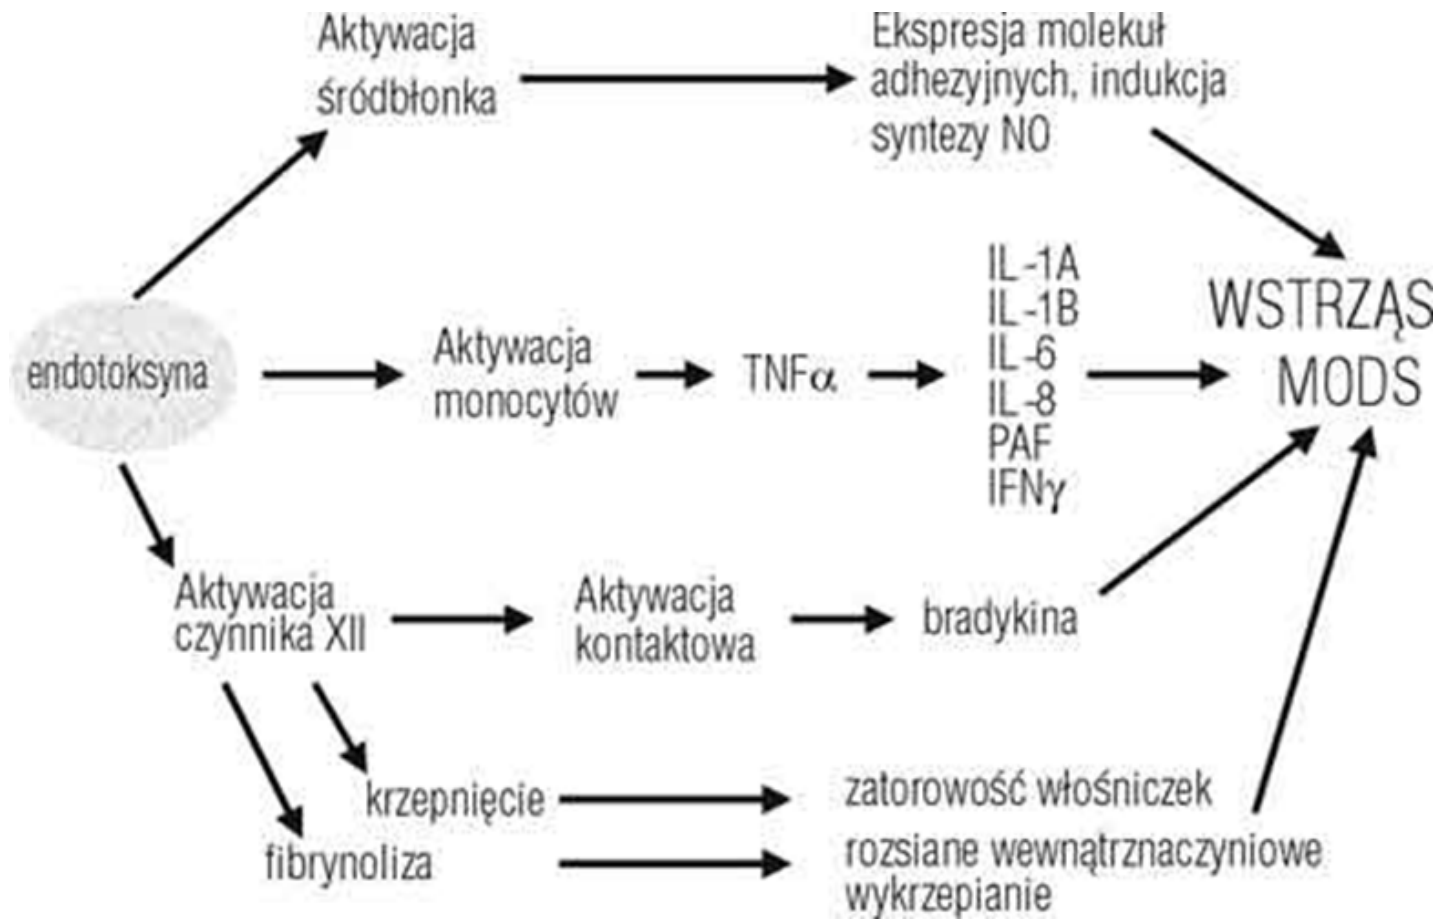 Aktywacja
śródbłonka
Ekspresja molekuł
adhezyjnych, indukcja
syntezy NO
endotoksyna
Aktywacja
monocytów
TNFα
IL-1A
IL-1B
IL-6
IL-8
PAF
IFNγ
WSTRZĄS
MODS
Aktywacja
czynnika XII
Aktywacja
kontaktowa
bradykina
krzepnięcie
zatorowość włośniczek
fibrynoliza
rozsiane wewnątrznaczyniowe
wykrzepianie